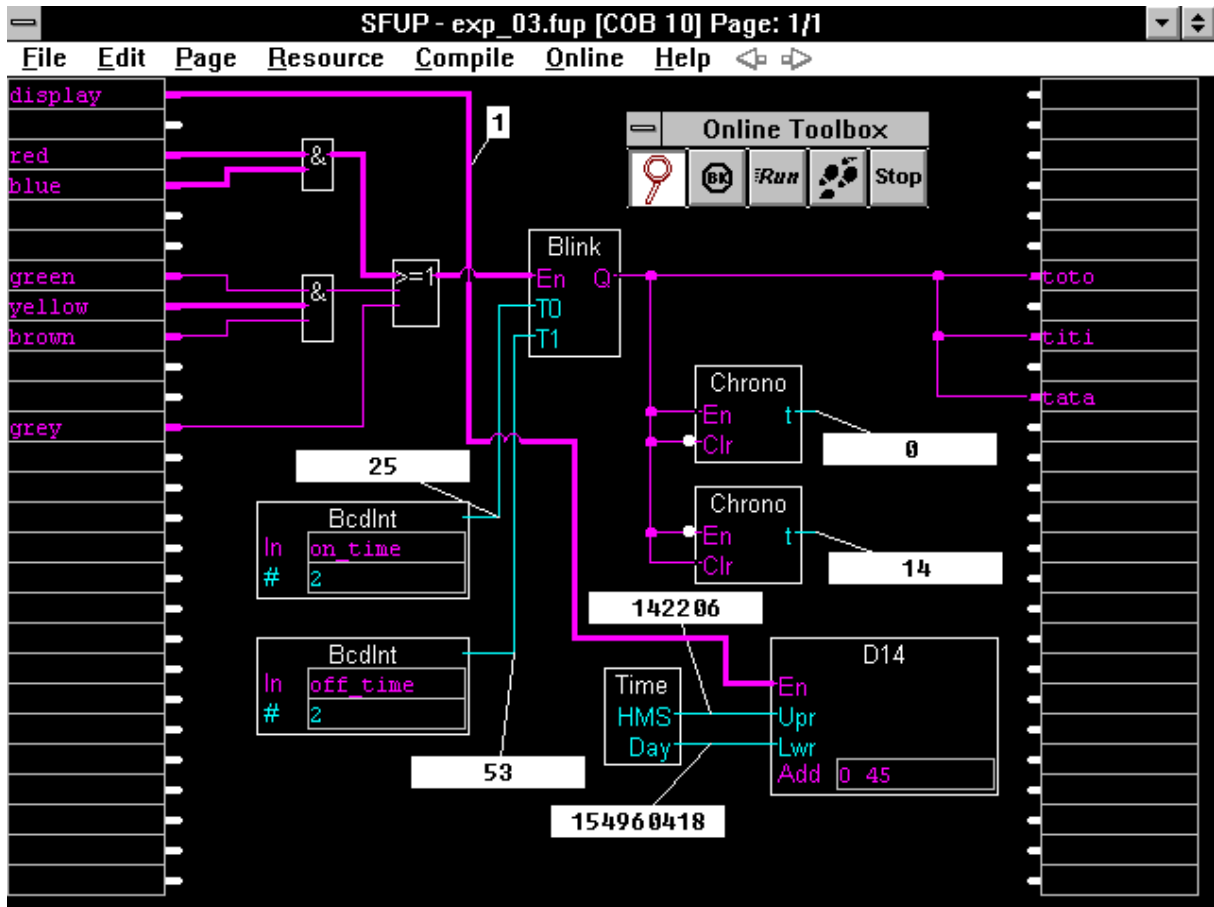 SFUP - exp_03.fup [COB 10] Page: 1/1
File Edit Page Resource Compile Online Help
display
1
Online Toolbox
red
&
BK
Run
Stop
blue
Blink
green
>=1
En Q
toto
yellow
&
T0
brown
T1
titi
Chrono
tata
En t
grey
Clr
0
25
Chrono
BcdInt
In on_time
En t
# 2
Clr
14
142206
BcdInt
D14
In off_time
Time
En
# 2
HMS
Upr
Day
Lwr
53
Add 0 45
154960418